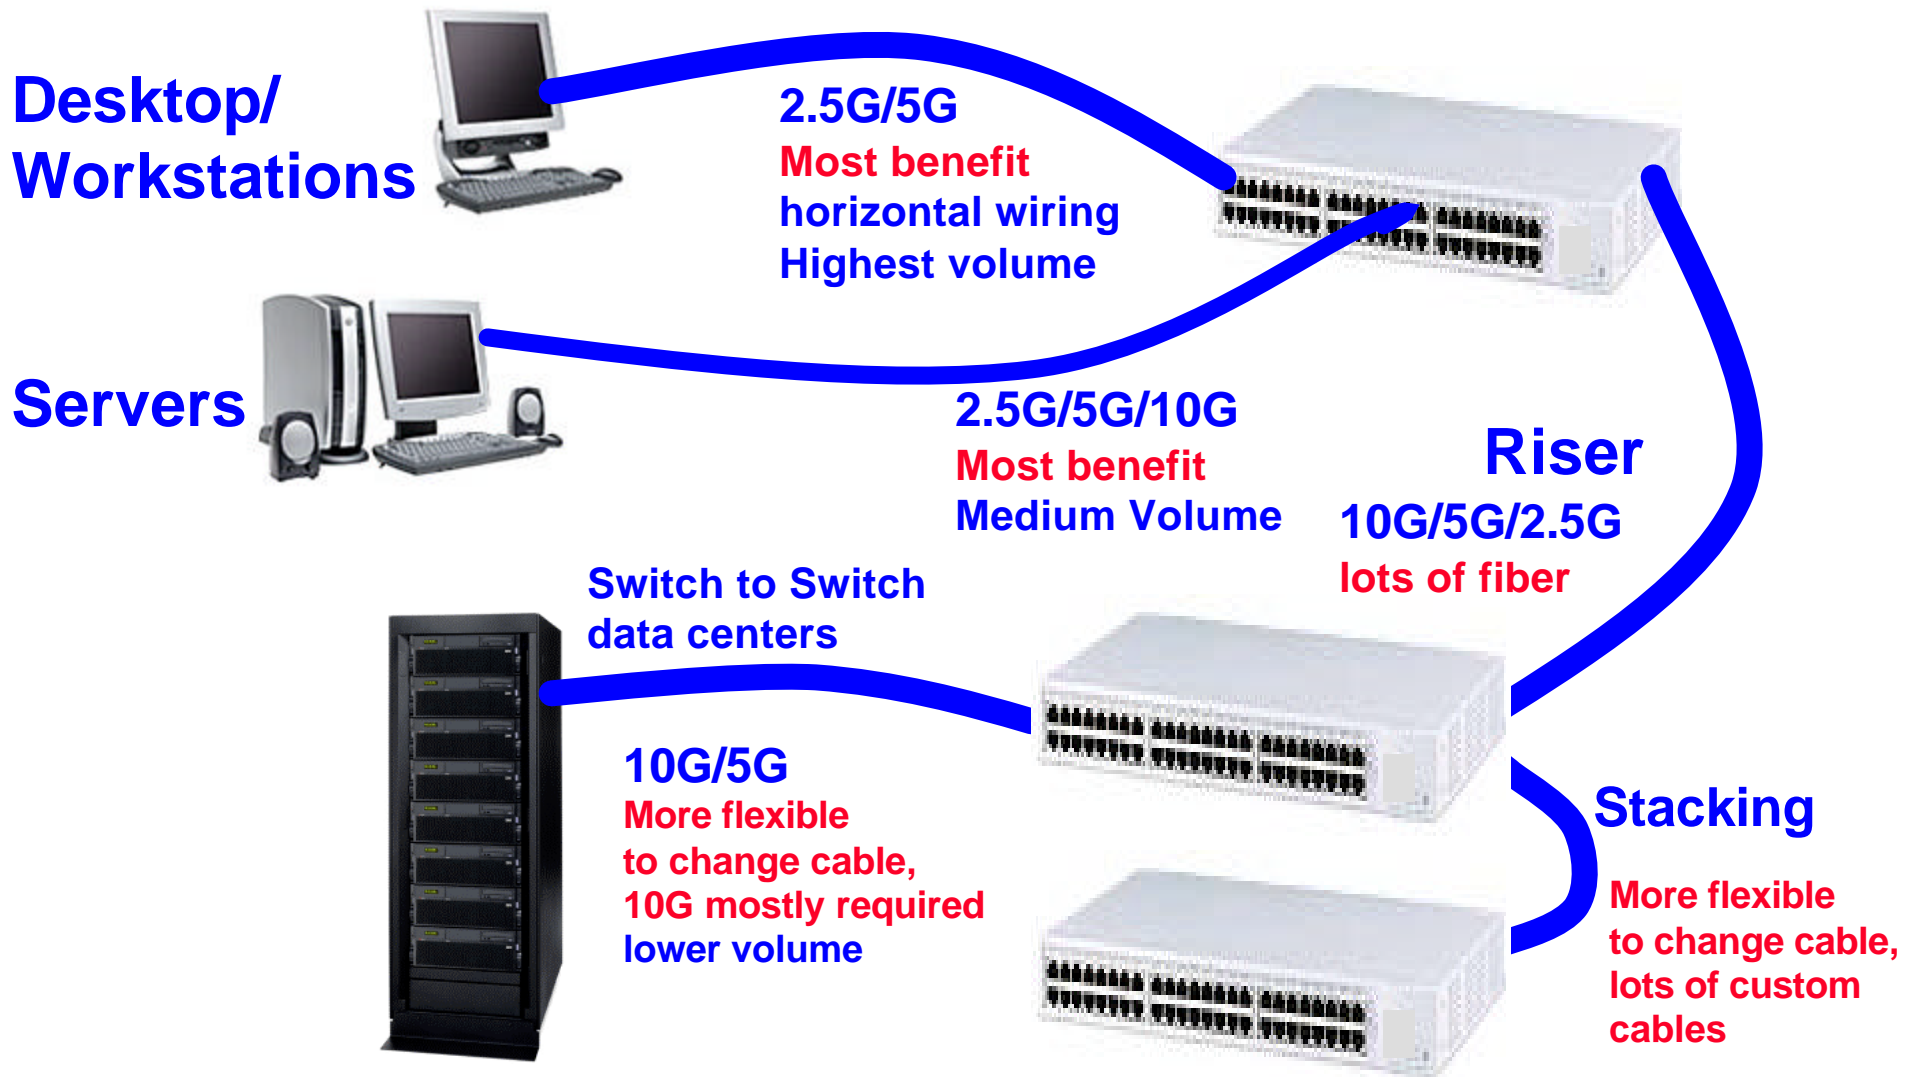 Desktop/
Workstations
2.5G/5G
Most benefit
horizontal wiring
Highest volume
Servers
2.5G/5G/10G
Most benefit
Medium Volume
Riser
10G/5G/2.5G
lots of fiber
Switch to Switch
data centers
10G/5G
More flexible
to change cable,
10G mostly required
lower volume
Stacking
More flexible
to change cable,
lots of custom
cables